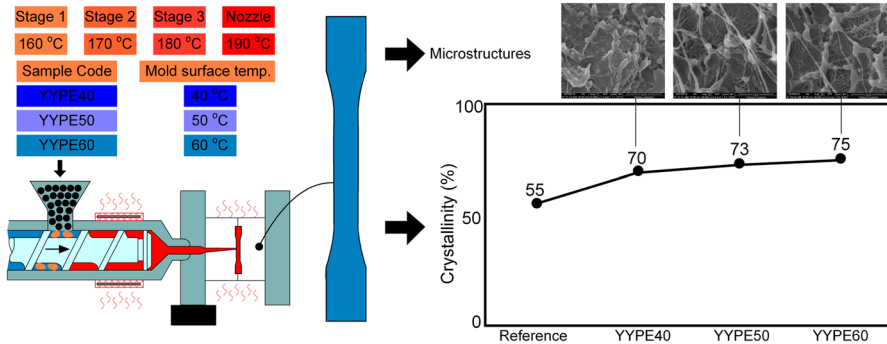 Stage 1 Stage 2 Stage 3 Nozzle
160 °C 170 °C 180 °C 190 °C
Sample Code Mold surface temp.
YYPE40 40 °C
YYPE50 50 °C
YYPE60 60 °C
Microstructures
Crystallinity (%)
100
50
0
55
70
73
75
Reference YYPE40 YYPE50 YYPE60